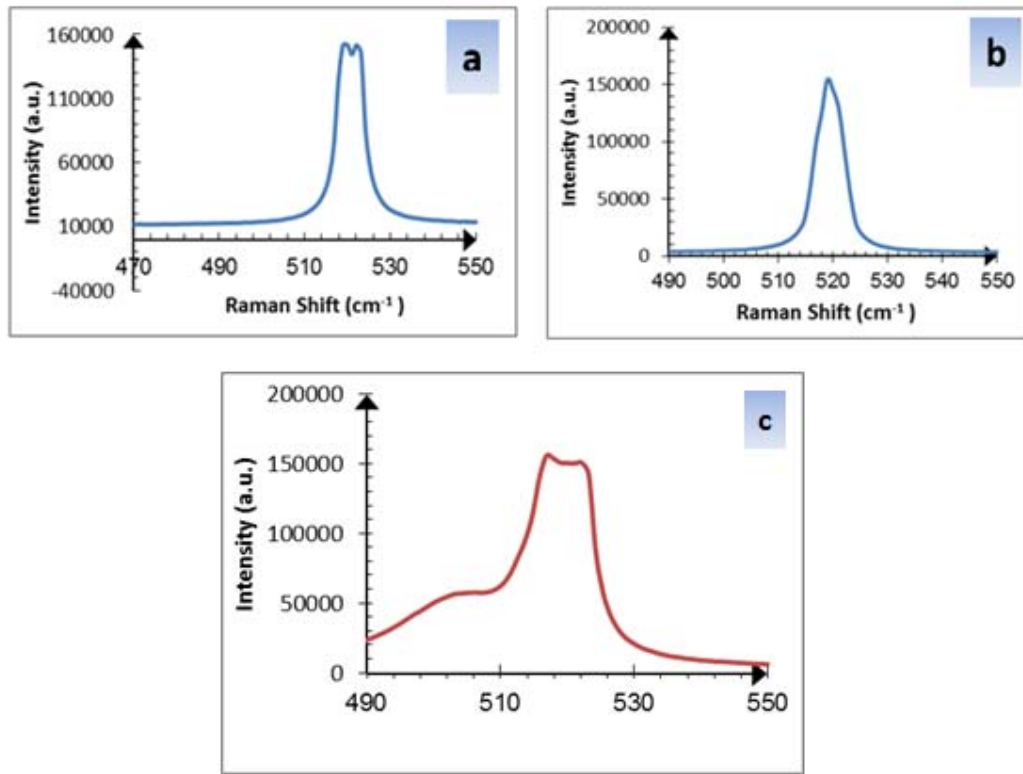 a
160000
110000
60000
10000
-40000
470 490 510 530 550
Intensity (a.u.)
Raman Shift (cm-1 )
b
200000
150000
100000
50000
0
490 500 510 520 530 540 550
Intensity (a.u.)
Raman Shift (cm-1 )
c
200000
150000
100000
50000
0
490 510 530 550
Intensity (a.u.)